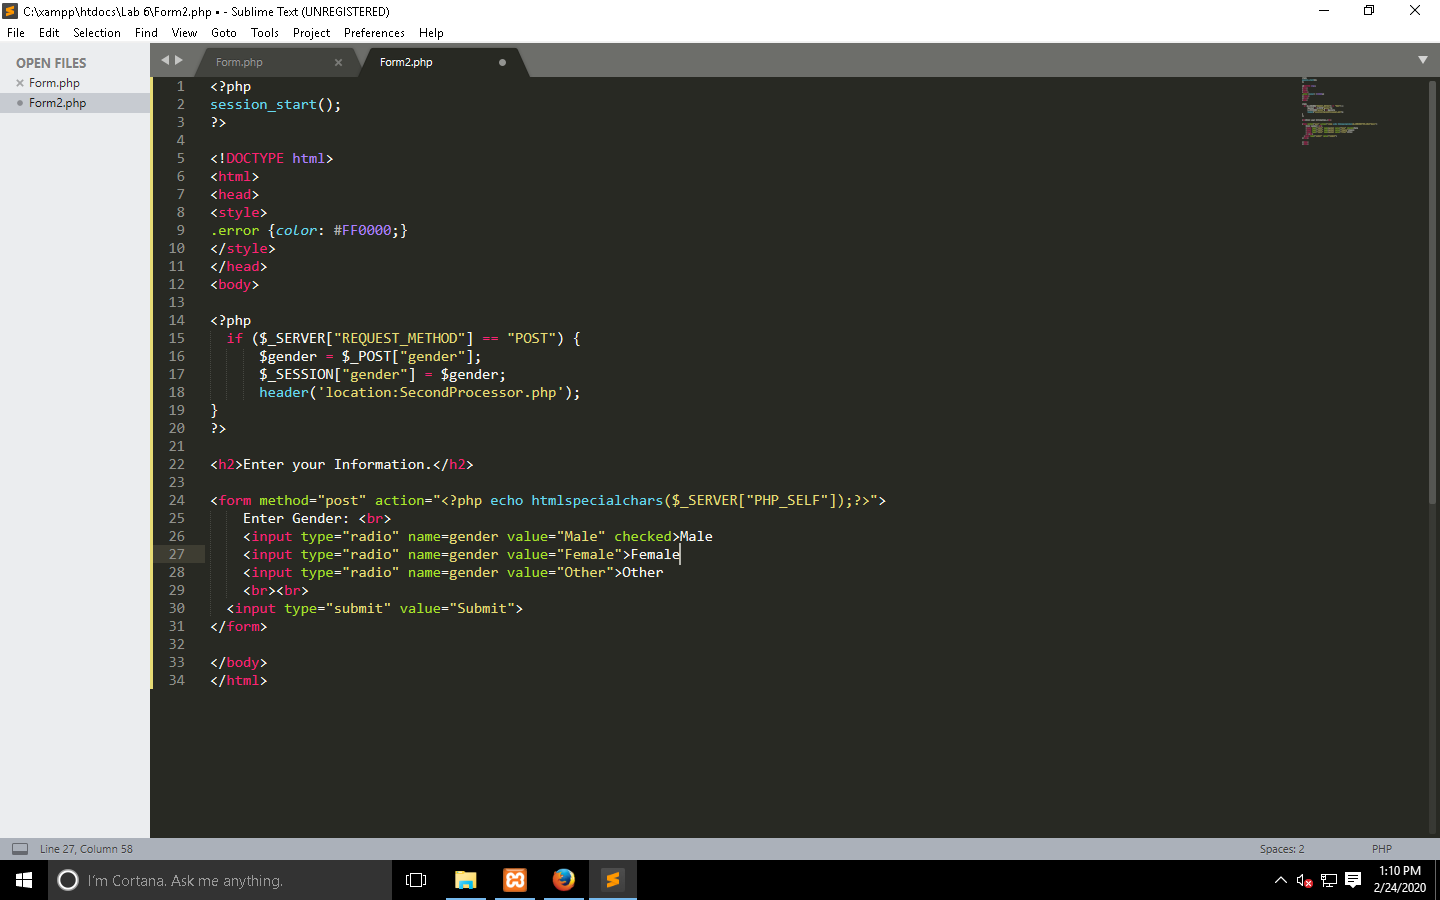 C:\xampp\htdocs\Lab 6\Form2.php • - Sublime Text (UNREGISTERED)
File Edit Selection Find View Goto Tools Project Preferences Help
OPEN FILES
Form.php
Form2.php
Form.php
Form2.php
1 <?php
2 session_start();
3 ?>
4
5 <!DOCTYPE html>
6 <html>
7 <head>
8 <style>
9 .error {color: #FF0000;}
10 </style>
11 </head>
12 <body>
13
14 <?php
15 if ($_SERVER["REQUEST_METHOD"] == "POST") {
16 $gender = $_POST["gender"];
17 $_SESSION["gender"] = $gender;
18 header('location:SecondProcessor.php');
19 }
20 ?>
21
22 <h2>Enter your Information.</h2>
23
24 <form method="post" action="<?php echo htmlspecialchars($_SERVER["PHP_SELF"]);?>">
25 Enter Gender: <br>
26 <input type="radio" name=gender value="Male" checked>Male
27 <input type="radio" name=gender value="Female">Female
28 <input type="radio" name=gender value="Other">Other
29 <br><br>
30 <input type="submit" value="Submit">
31 </form>
32
33 </body>
34 </html>
Line 27, Column 58
Spaces: 2
PHP
I'm Cortana. Ask me anything.
1:10 PM
2/24/2020